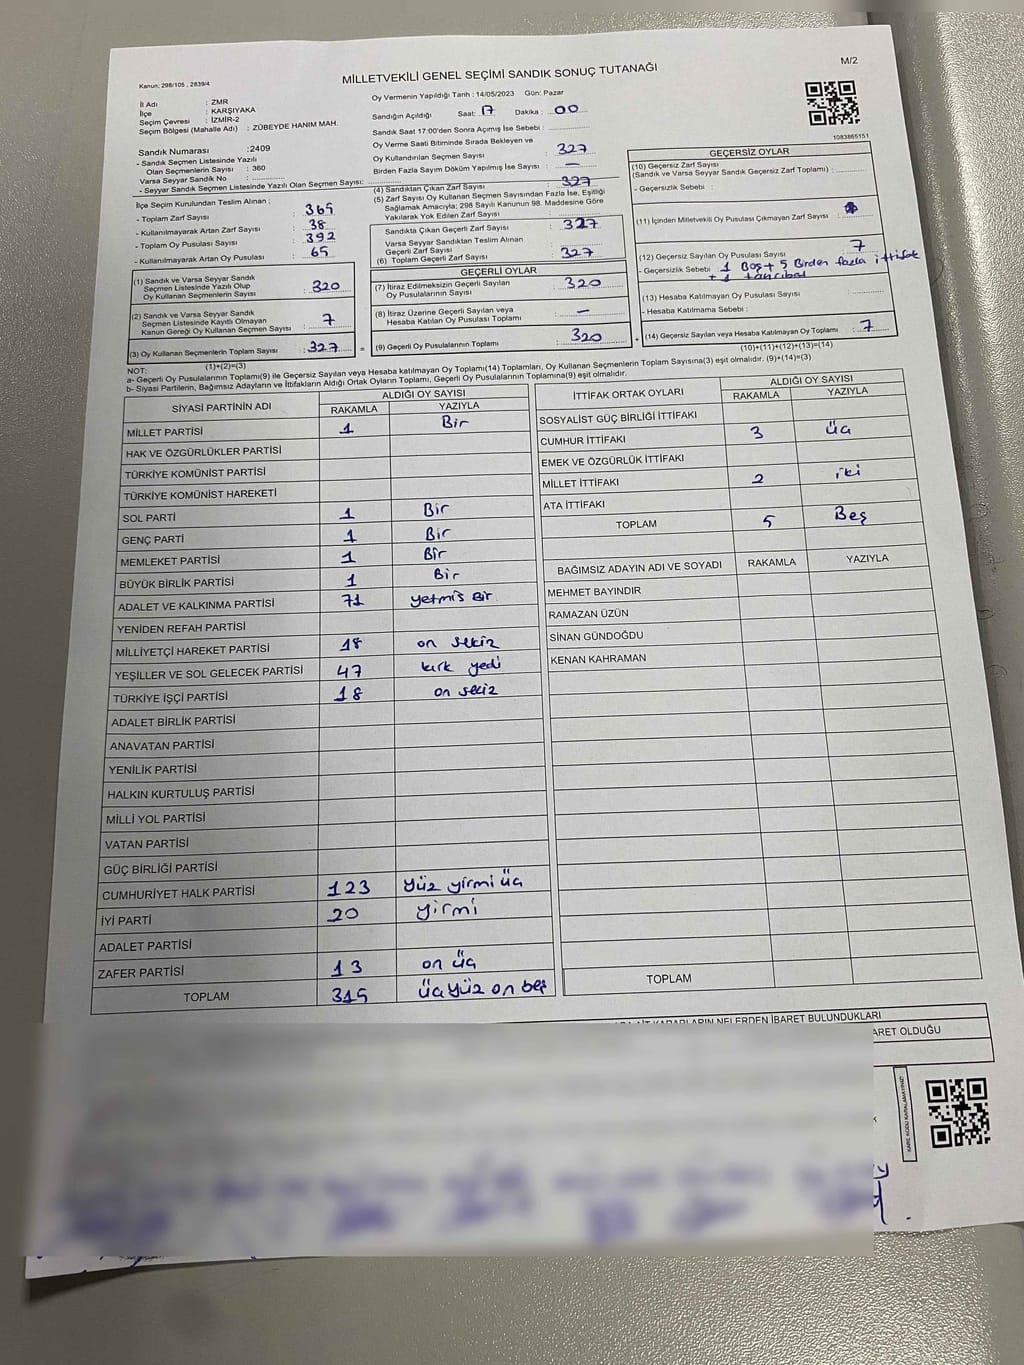 Kanun: 298/105 , 2839/4
MİLLETVEKİLİ GENEL SEÇİMİ SANDIK SONUÇ TUTANAĞI
M/2
İl Adı : ZMR
İlçe : KARŞIYAKA
Seçim Çevresi : İZMİR-2
Seçim Bölgesi (Mahalle Adı) : ZÜBEYDE HANIM MAH.
Sandık Numarası :2409
- Sandık Seçmen Listesinde Yazılı
Olan Seçmenlerin Sayısı : 360
Varsa Seyyar Sandık No :
- Seyyar Sandık Seçmen Listesinde Yazılı Olan Seçmen Sayısı:
İlçe Seçim Kurulundan Teslim Alınan ;
- Toplam Zarf Sayısı : 365
- Kullanılmayarak Artan Zarf Sayısı : 38
- Toplam Oy Pusulası Sayısı : 392
- Kullanılmayarak Artan Oy Pusulası : 65
(1) Sandık ve Varsa Seyyar Sandık
Seçmen Listesinde Yazılı Olup
Oy Kullanan Seçmenlerin Sayısı : 320
(2) Sandık ve Varsa Seyyar Sandık
Seçmen Listesinde Kayıtlı Olmayan
Kanun Gereği Oy Kullanan Seçmen Sayısı : 7
(3) Oy Kullanan Seçmenlerin Toplam Sayısı : 327
(1)+(2)=(3)
Oy Vermenin Yapıldığı Tarih : 14/05/2023 Gün: Pazar
Sandığın Açıldığı Saat: 17 Dakika : 00
Sandık Saat 17:00'den Sonra Açımış İse Sebebi :
Oy Verme Saati Bitiminde Sırada Bekleyen ve
Oy Kullandırılan Seçmen Sayısı : 327
Birden Fazla Sayım Döküm Yapılmış İse Sayısı : —
(4) Sandıktan Çıkan Zarf Sayısı : 327
(5) Zarf Sayısı Oy Kullanan Seçmen Sayısından Fazla İse, Eşitliği
Sağlamak Amacıyla; 298 Sayılı Kanunun 98. Maddesine Göre
Yakılarak Yok Edilen Zarf Sayısı :
Sandıkta Çıkan Geçerli Zarf Sayısı : 327
Varsa Seyyar Sandıktan Teslim Alınan
Geçerli Zarf Sayısı :
(6) Toplam Geçerli Zarf Sayısı : 327
GEÇERLİ OYLAR
(7) İtiraz Edilmeksizin Geçerli Sayılan
Oy Pusulalarının Sayısı : 320
(8) İtiraz Üzerine Geçerli Sayılan veya
Hesaba Katılan Oy Pusulası Toplamı : —
= (9) Geçerli Oy Pusulalarının Toplamı : 320
1083865151
GEÇERSİZ OYLAR
(10) Geçersiz Zarf Sayısı
(Sandık ve Varsa Seyyar Sandık Geçersiz Zarf Toplamı) :
- Geçersizlik Sebebi :
(11) İçinden Milletvekili Oy Pusulası Çıkmayan Zarf Sayısı :
(12) Geçersiz Sayılan Oy Pusulası Sayısı : 7
- Geçersizlik Sebebi : 1 Boş + 5 Birden fazla ittifak
+ 1
(13) Hesaba Katılmayan Oy Pusulası Sayısı :
- Hesaba Katılmama Sebebi :
+ (14) Geçersiz Sayılan veya Hesaba Katılmayan Oy Toplamı : 7
(10)+(11)+(12)+(13)=(14)
NOT:
a- Geçerli Oy Pusulalarının Toplamı(9) ile Geçersiz Sayılan veya Hesaba katılmayan Oy Toplamı(14) Toplamları, Oy Kullanan Seçmenlerin Toplam Sayısına(3) eşit olmalıdır. (9)+(14)=(3)
b- Siyasi Partilerin, Bağımsız Adayların ve İttifakların Aldığı Ortak Oyların Toplamı, Geçerli Oy Pusulalarının Toplamına(9) eşit olmalıdır.
SİYASİ PARTİNİN ADI ALDIĞI OY SAYISI
RAKAMLA YAZIYLA
MİLLET PARTİSİ 1 Bir
HAK VE ÖZGÜRLÜKLER PARTİSİ
TÜRKİYE KOMÜNİST PARTİSİ
TÜRKİYE KOMÜNİST HAREKETİ
SOL PARTİ 1 Bir
GENÇ PARTİ 1 Bir
MEMLEKET PARTİSİ 1 Bir
BÜYÜK BİRLİK PARTİSİ 1 Bir
ADALET VE KALKINMA PARTİSİ 71 yetmiş Bir
YENİDEN REFAH PARTİSİ
MİLLİYETÇİ HAREKET PARTİSİ 18 on sekiz
YEŞİLLER VE SOL GELECEK PARTİSİ 47 kırk yedi
TÜRKİYE İŞÇİ PARTİSİ 18 on sekiz
ADALET BİRLİK PARTİSİ
ANAVATAN PARTİSİ
YENİLİK PARTİSİ
HALKIN KURTULUŞ PARTİSİ
MİLLİ YOL PARTİSİ
VATAN PARTİSİ
GÜÇ BİRLİĞİ PARTİSİ
CUMHURİYET HALK PARTİSİ 123 yüz yirmi üç
İYİ PARTİ 20 yirmi
ADALET PARTİSİ
ZAFER PARTİSİ 13 on üç
TOPLAM 315 üçyüz on beş
İTTİFAK ORTAK OYLARI ALDIĞI OY SAYISI
RAKAMLA YAZIYLA
SOSYALİST GÜÇ BİRLİĞİ İTTİFAKI
CUMHUR İTTİFAKI 3 üç
EMEK VE ÖZGÜRLÜK İTTİFAKI
MİLLET İTTİFAKI 2 iki
ATA İTTİFAKI
TOPLAM 5 Beş
BAĞIMSIZ ADAYIN ADI VE SOYADI RAKAMLA YAZIYLA
MEHMET BAYINDIR
RAMAZAN ÜZÜN
SİNAN GÜNDOĞDU
KENAN KAHRAMAN
TOPLAM
KARARLARIN NELERDEN İBARET BULUNDUKLARI
ARET OLDUĞU
KARE KODU KARALAMAYINIZ!